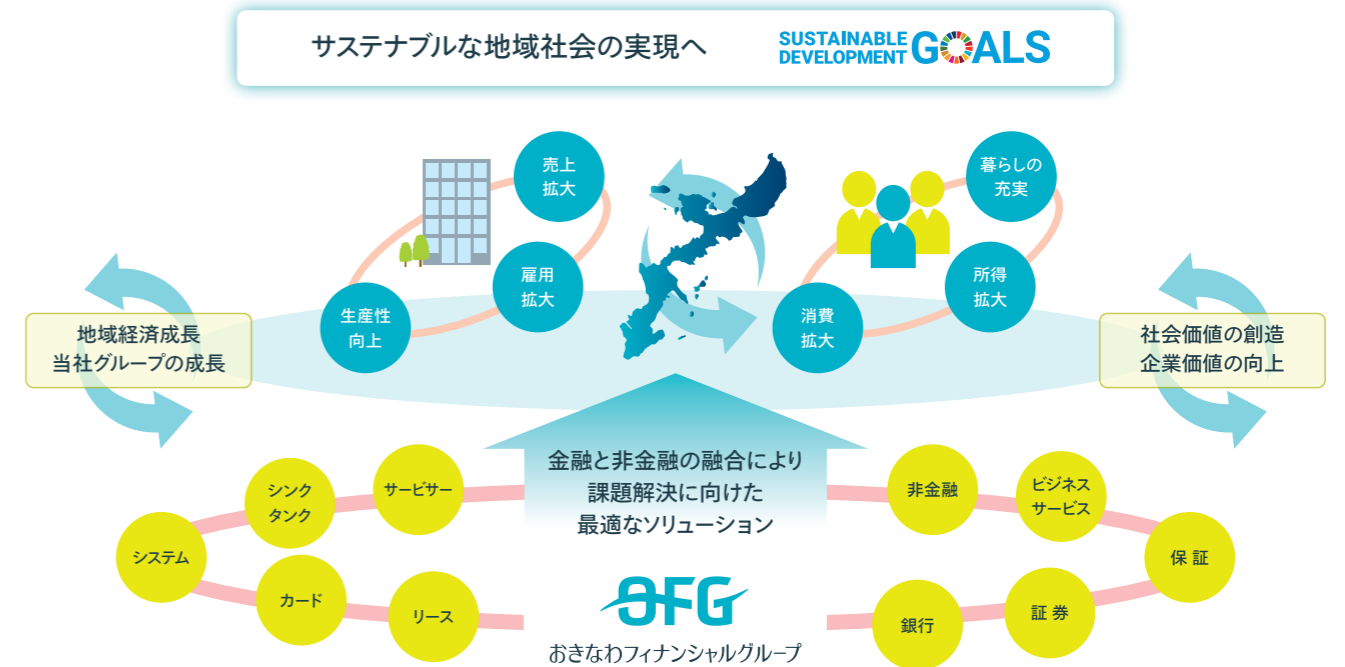 サステナブルな地域社会の実現へ
SUSTAINABLE
DEVELOPMENT
GOALS
売上
拡大
雇用
拡大
生産性
向上
暮らしの
充実
所得
拡大
消費
拡大
地域経済成長
当社グループの成長
社会価値の創造
企業価値の向上
金融と非金融の融合により
課題解決に向けた
最適なソリューション
サービサー
シンク
タンク
システム
カード
リース
非金融
ビジネス
サービス
保証
証券
銀行
OFG
おきなわフィナンシャルグループ